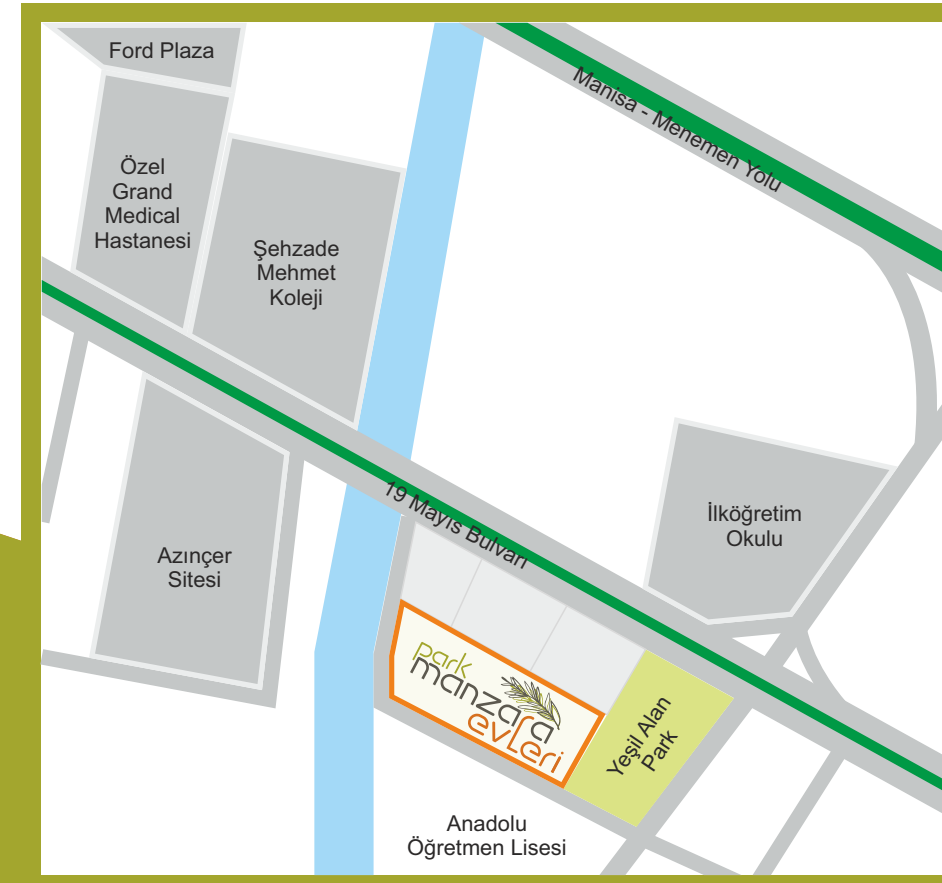 Ford Plaza
Manisa - Menemen Yolu
Özel
Grand
Medical
Hastanesi
Şehzade
Mehmet
Koleji
19 Mayıs Bulvarı
İlköğretim
Okulu
Azınçer
Sitesi
park
manzara
evleri
Yeşil Alan
Park
Anadolu
Öğretmen Lisesi